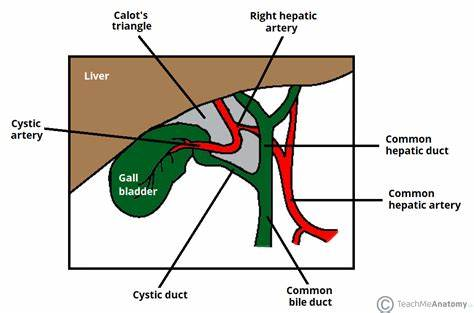 Calot's
triangle
Right hepatic
artery
Liver
Cystic
artery
Common
hepatic duct
Gall
bladder
Common
hepatic artery
Cystic duct
Common
bile duct
© TeachMeAnatomy